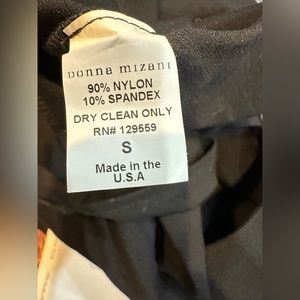 Donna mizani
90% NYLON
10% SPANDEX
DRY CLEAN ONLY
RN# 129559
S
Made in the
U.S.A